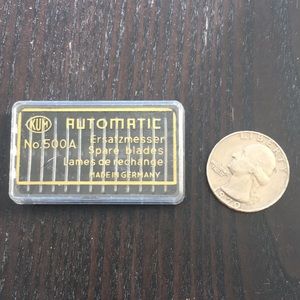 KUM
AUTOMATIC
No. 500A
Ersatzmesser
Spare blades
Lames de rechange
MADE IN GERMANY
LIBERTY